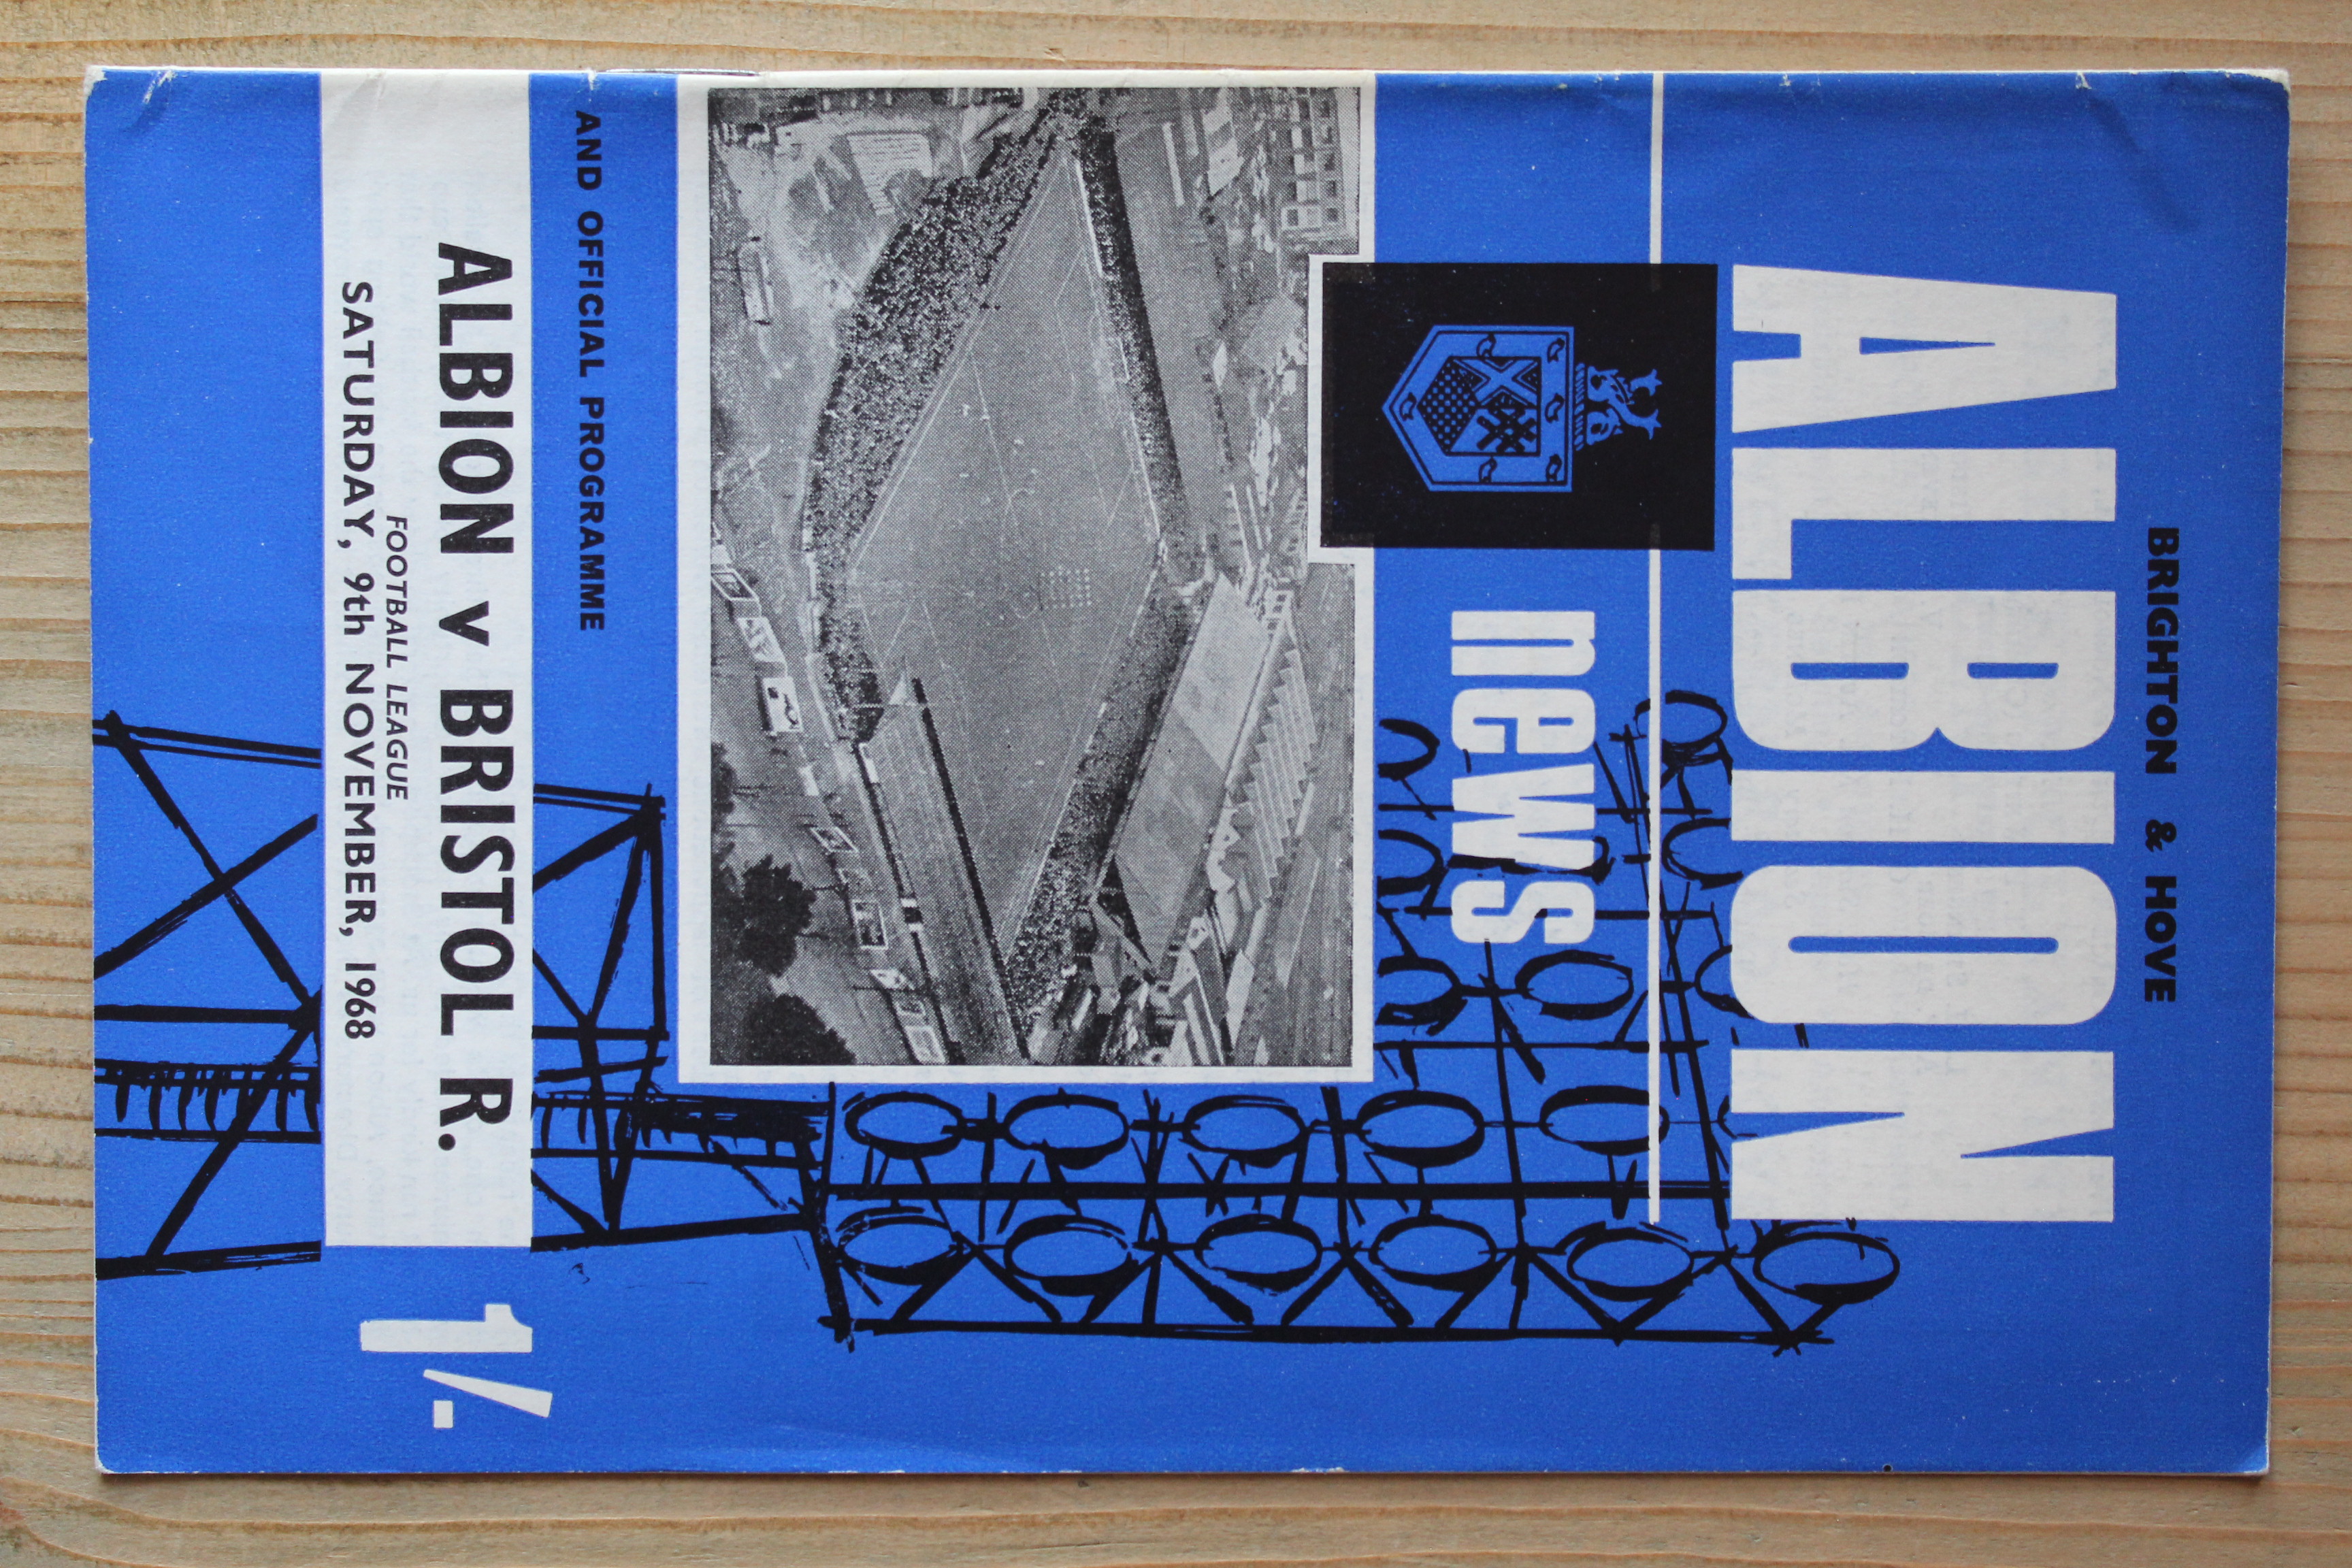 BRIGHTON & HOVE
ALBION
news
AND OFFICIAL PROGRAMME
ALBION v BRISTOL R.
FOOTBALL LEAGUE
SATURDAY, 9th NOVEMBER, 1968
1/-